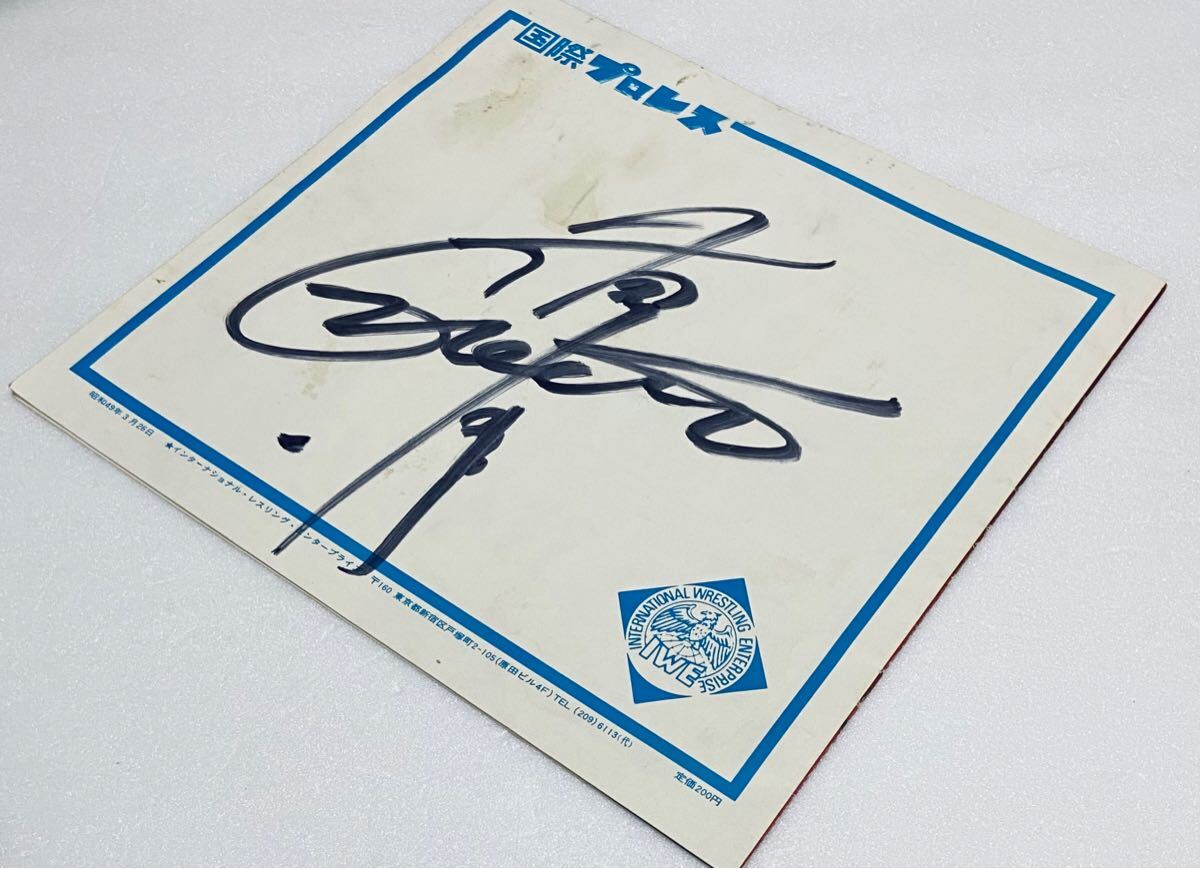 国際プロレス
INTERNATIONAL WRESTLING ENTERPRISE
IWE
昭和49年3月26日 ★インターナショナル・レスリング・ンタープライ 〒160 東京都新宿区戸塚町2-105(原田ビル4F)TEL(209)6113(代)
定価200円